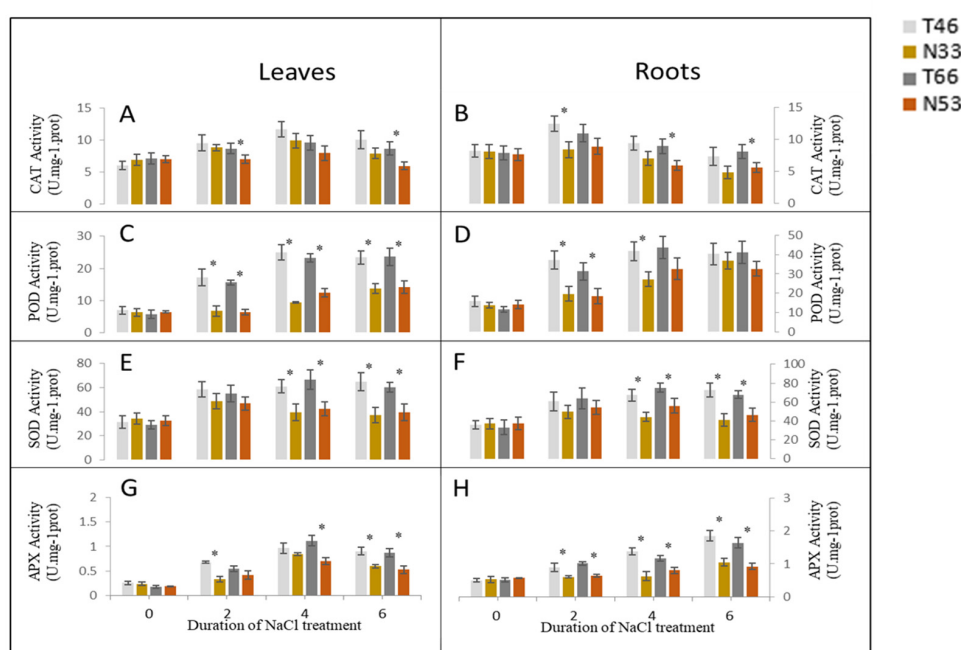 T46
N33
T66
N53
Leaves
Roots
A
CAT Activity
(U.mg-1.prot)
15
10
5
0
*
*
B
15
10
5
0
CAT Activity
(U.mg-1.prot)
*
*
*
C
POD Activity
(U.mg-1.prot)
30
20
10
0
*
*
*
*
*
*
D
50
40
30
20
10
0
POD Activity
(U.mg-1.prot)
*
*
*
E
SOD Activity
(U.mg-1.prot)
80
60
40
20
0
*
*
*
*
F
100
80
60
40
20
0
SOD Activity
(U.mg-1.prot)
*
*
*
*
G
APX Activity
(U.mg-1prot)
2
1.5
1
0.5
0
*
*
*
*
H
3
2
1
0
APX Activity
(U.mg-1.prot)
*
*
*
*
*
*
0 2 4 6
Duration of NaCl treatment
0 2 4 6
Duration of NaCl treatment